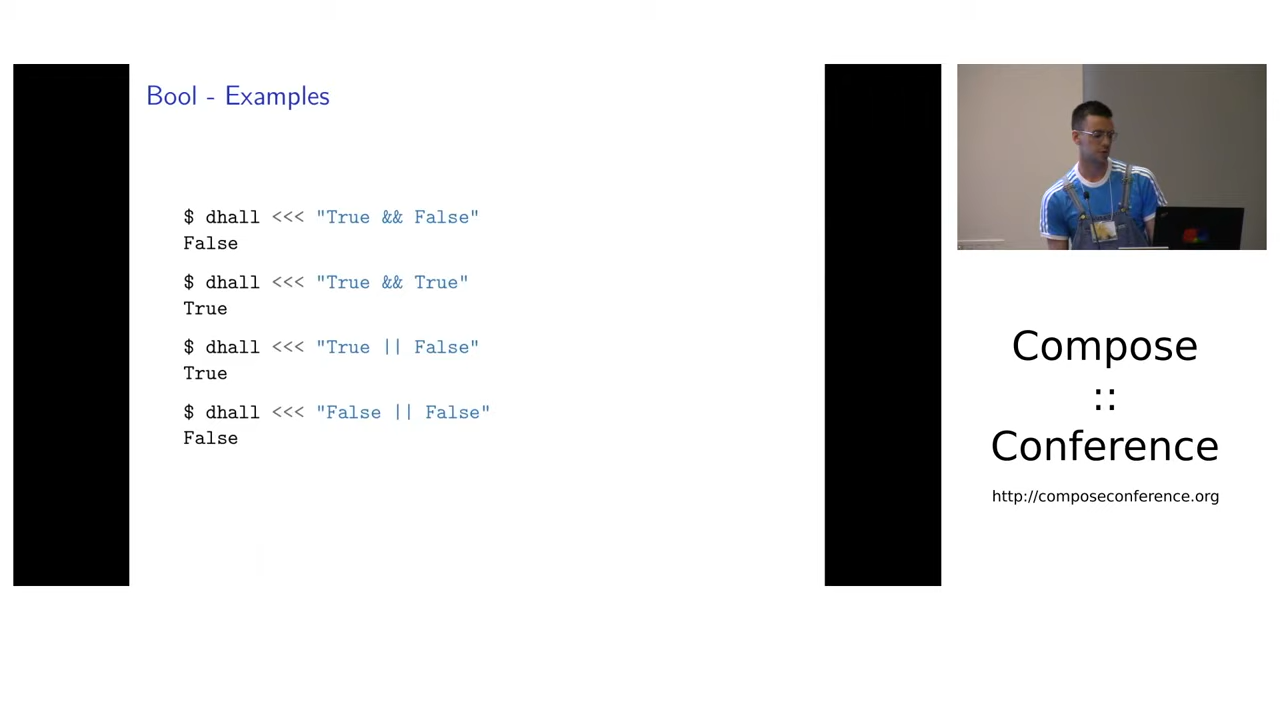 Bool - Examples
$ dhall <<< "True && False"
False
$ dhall <<< "True && True"
True
$ dhall <<< "True || False"
True
$ dhall <<< "False || False"
False
Compose
::
Conference
http://composeconference.org